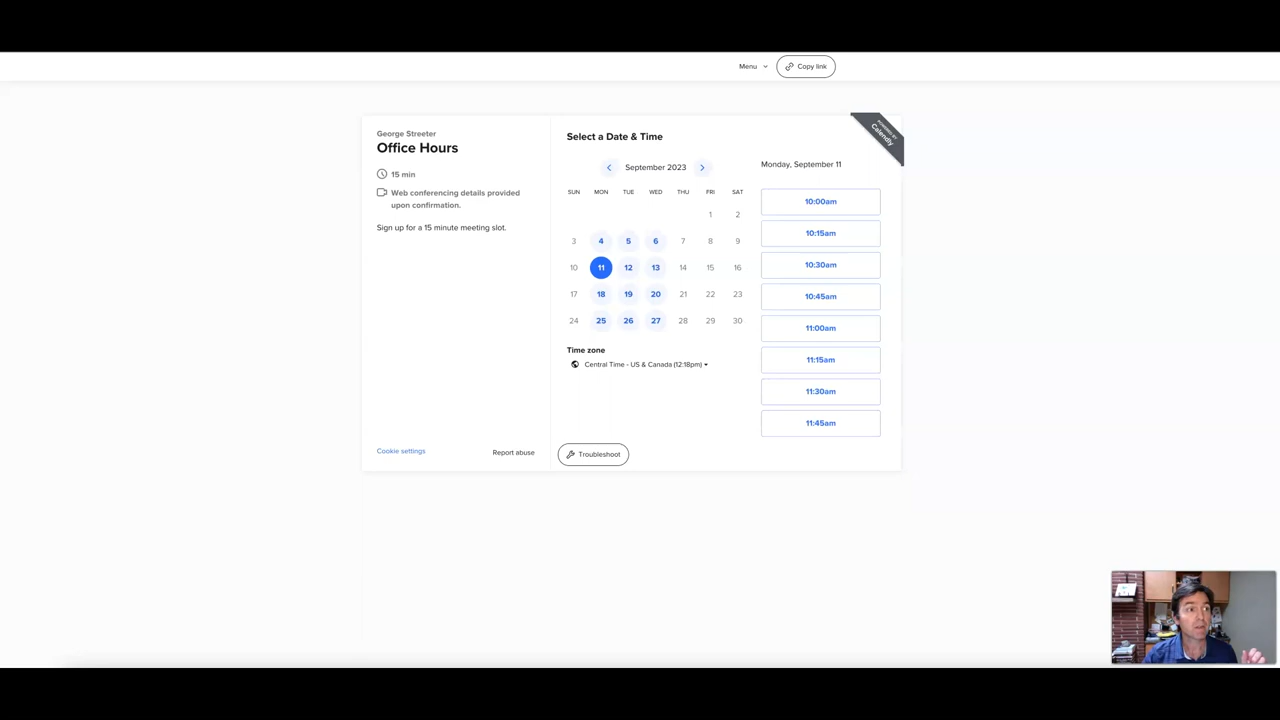 Menu
Copy link
George Streeter
Office Hours
15 min
Web conferencing details provided
upon confirmation.
Sign up for a 15 minute meeting slot.
Cookie settings
Report abuse
Select a Date & Time
September 2023
SUN MON TUE WED THU FRI SAT
1 2
3 4 5 6 7 8 9
10 11 12 13 14 15 16
17 18 19 20 21 22 23
24 25 26 27 28 29 30
Time zone
Central Time - US & Canada (12:18pm)
Troubleshoot
POWERED BY
Calendly
Monday, September 11
10:00am
10:15am
10:30am
10:45am
11:00am
11:15am
11:30am
11:45am